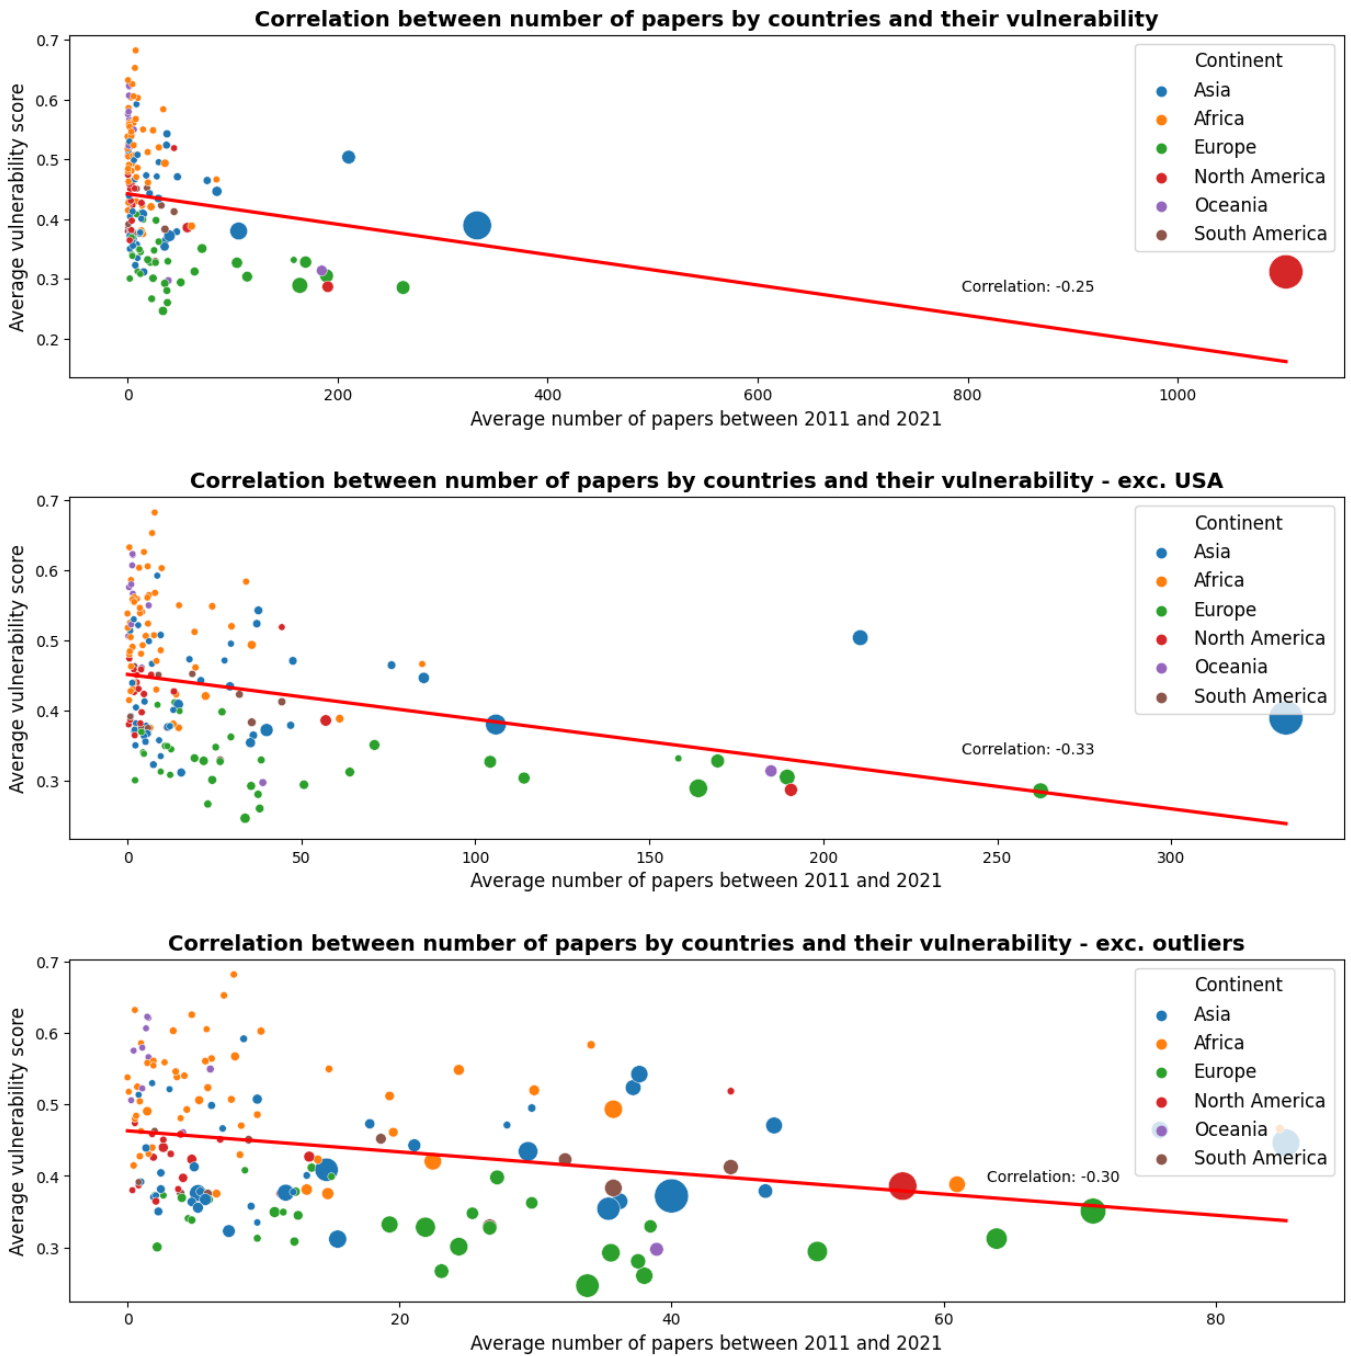 Correlation between number of papers by countries and their vulnerability
0.7
0.6
0.5
0.4
0.3
0.2
Average vulnerability score
Continent
Asia
Africa
Europe
North America
Oceania
South America
Correlation: -0.25
0 200 400 600 800 1000
Average number of papers between 2011 and 2021
Correlation between number of papers by countries and their vulnerability - exc. USA
0.7
0.6
0.5
0.4
0.3
Average vulnerability score
Continent
Asia
Africa
Europe
North America
Oceania
South America
Correlation: -0.33
0 50 100 150 200 250 300
Average number of papers between 2011 and 2021
Correlation between number of papers by countries and their vulnerability - exc. outliers
0.7
0.6
0.5
0.4
0.3
Average vulnerability score
Continent
Asia
Africa
Europe
North America
Oceania
South America
Correlation: -0.30
0 20 40 60 80
Average number of papers between 2011 and 2021